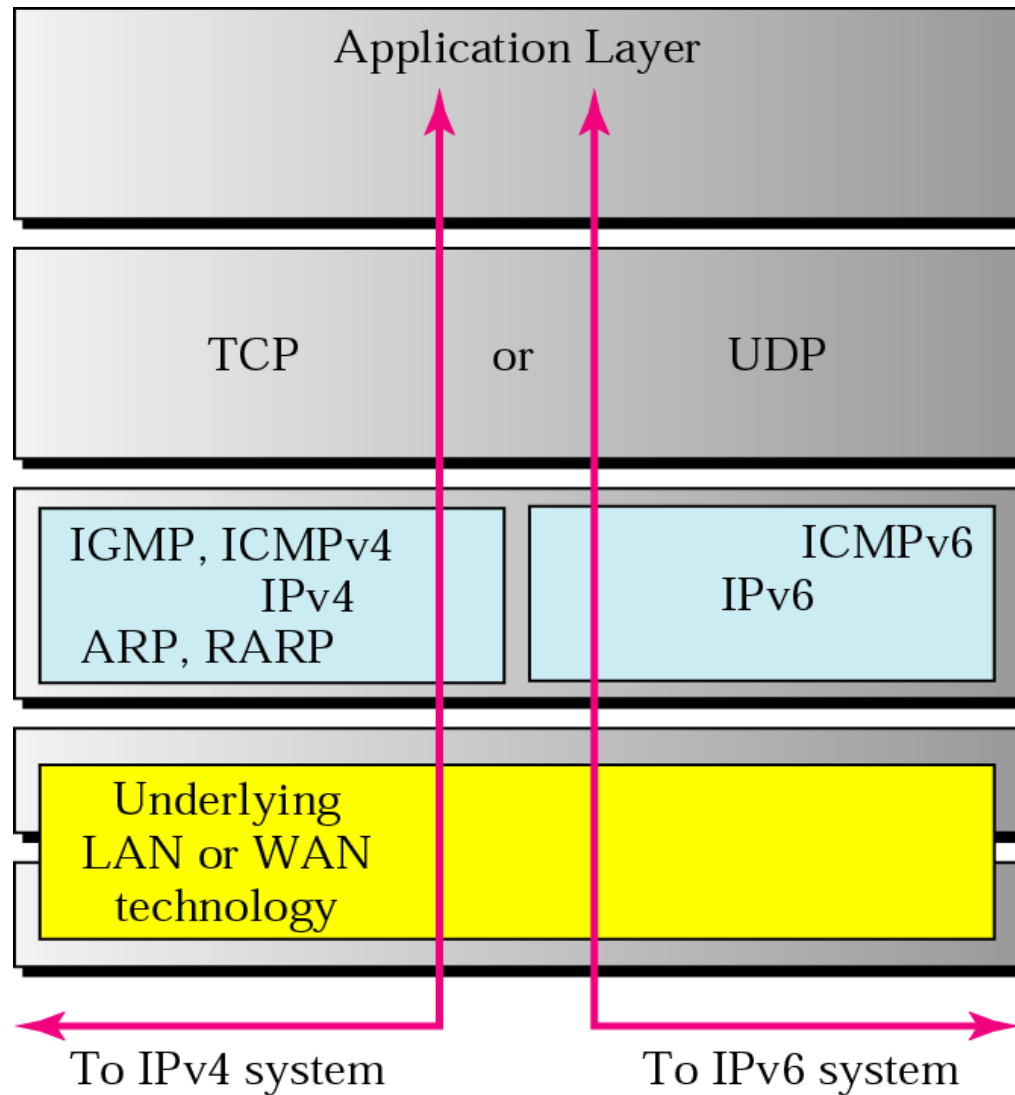 Application Layer
TCP or UDP
IGMP, ICMPv4
IPv4
ARP, RARP
ICMPv6
IPv6
Underlying
LAN or WAN
technology
To IPv4 system
To IPv6 system